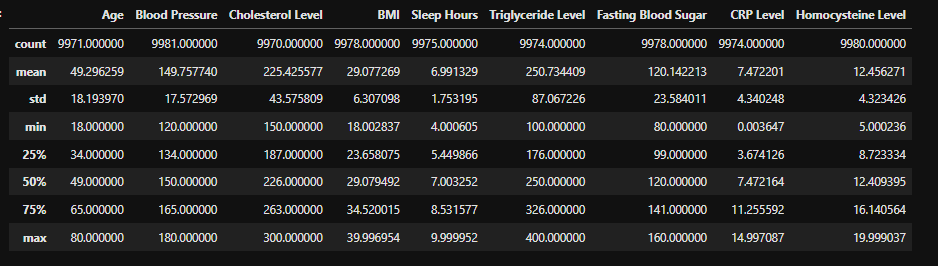 Age Blood Pressure Cholesterol Level BMI Sleep Hours Triglyceride Level Fasting Blood Sugar CRP Level Homocysteine Level
count 9971.000000 9981.000000 9970.000000 9978.000000 9975.000000 9974.000000 9978.000000 9974.000000 9980.000000
mean 49.296259 149.757740 225.425577 29.077269 6.991329 250.734409 120.142213 7.472201 12.456271
std 18.193970 17.572969 43.575809 6.307098 1.753195 87.067226 23.584011 4.340248 4.323426
min 18.000000 120.000000 150.000000 18.002837 4.000605 100.000000 80.000000 0.003647 5.000236
25% 34.000000 134.000000 187.000000 23.658075 5.449866 176.000000 99.000000 3.674126 8.723334
50% 49.000000 150.000000 226.000000 29.079492 7.003252 250.000000 120.000000 7.472164 12.409395
75% 65.000000 165.000000 263.000000 34.520015 8.531577 326.000000 141.000000 11.255592 16.140564
max 80.000000 180.000000 300.000000 39.996954 9.999952 400.000000 160.000000 14.997087 19.999037